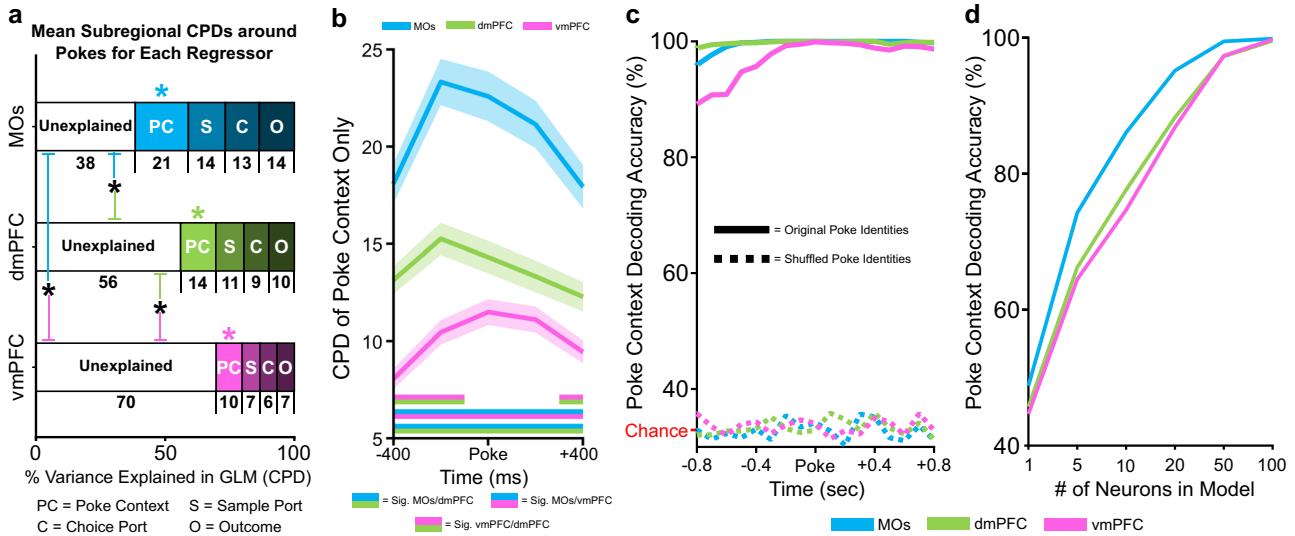 a
Mean Subregional CPDs around
Pokes for Each Regressor
MOs
Unexplained PC S C O
38 21 14 13 14
dmPFC
Unexplained PC S C O
56 14 11 9 10
vmPFC
Unexplained PC S C O
70 10 7 6 7
0 50 100
% Variance Explained in GLM (CPD)
PC = Poke Context S = Sample Port
C = Choice Port O = Outcome
b
MOs dmPFC vmPFC
CPD of Poke Context Only
25
20
15
10
5
-400 Poke +400
Time (ms)
= Sig. MOs/dmPFC = Sig. MOs/vmPFC
= Sig. vmPFC/dmPFC
c
Poke Context Decoding Accuracy (%)
100
80
60
40
Chance
= Original Poke Identities
= Shuffled Poke Identities
-0.8 -0.4 Poke +0.4 +0.8
Time (sec)
d
Poke Context Decoding Accuracy (%)
100
80
60
40
1 5 10 20 50 100
# of Neurons in Model
MOs dmPFC vmPFC